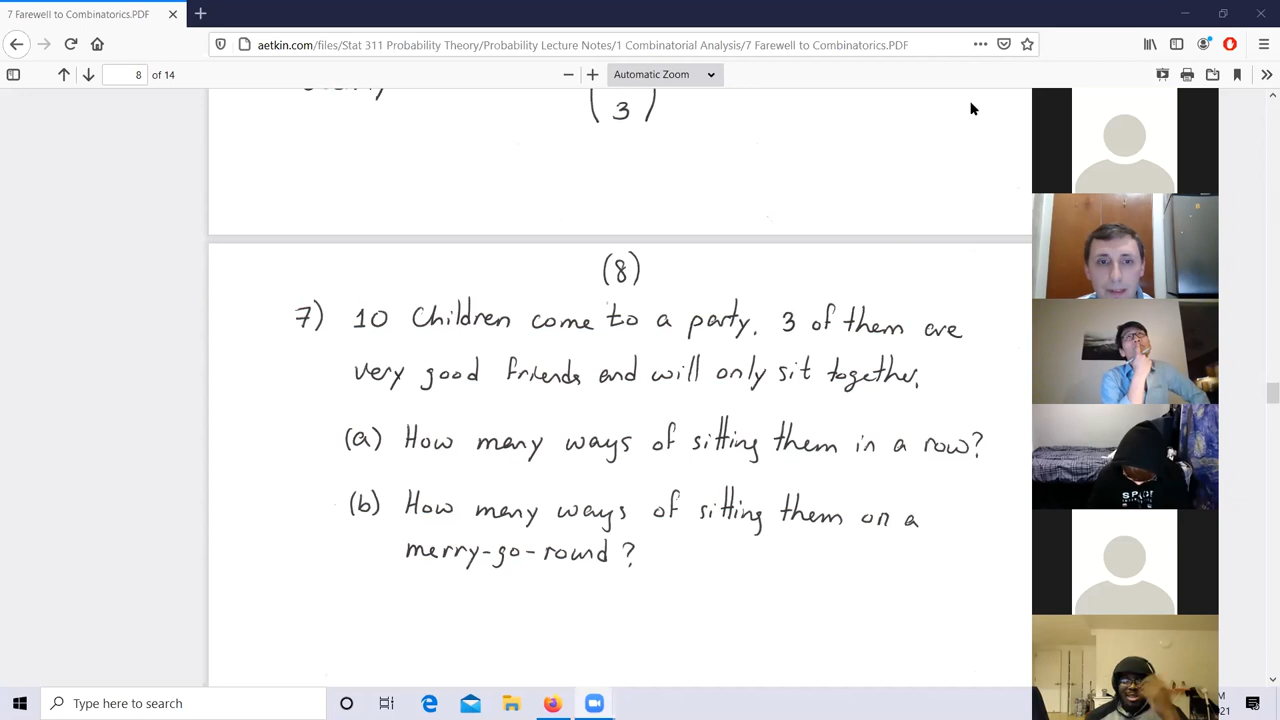 7 Farewell to Combinatorics.PDF
aetkin.com/files/Stat 311 Probability Theory/Probability Lecture Notes/1 Combinatorial Analysis/7 Farewell to Combinatorics.PDF
8 of 14
Automatic Zoom
3
(8)
7) 10 Children come to a party. 3 of them are
very good friends and will only sit together.
(a) How many ways of sitting them in a row?
(b) How many ways of sitting them on a
merry-go-round?
SPACE
Type here to search